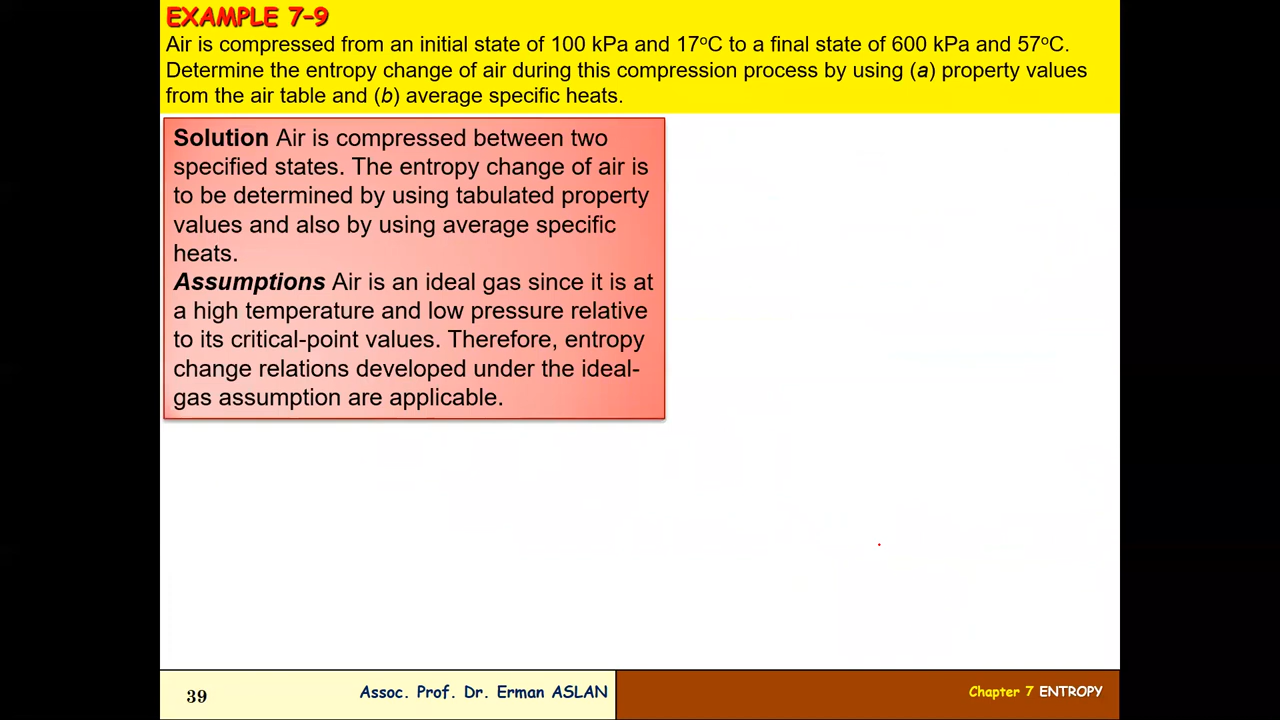 EXAMPLE 7–9
Air is compressed from an initial state of 100 kPa and 17°C to a final state of 600 kPa and 57°C.
Determine the entropy change of air during this compression process by using (a) property values
from the air table and (b) average specific heats.
Solution Air is compressed between two
specified states. The entropy change of air is
to be determined by using tabulated property
values and also by using average specific
heats.
Assumptions Air is an ideal gas since it is at
a high temperature and low pressure relative
to its critical-point values. Therefore, entropy
change relations developed under the ideal-
gas assumption are applicable.
39
Assoc. Prof. Dr. Erman ASLAN
Chapter 7 ENTROPY